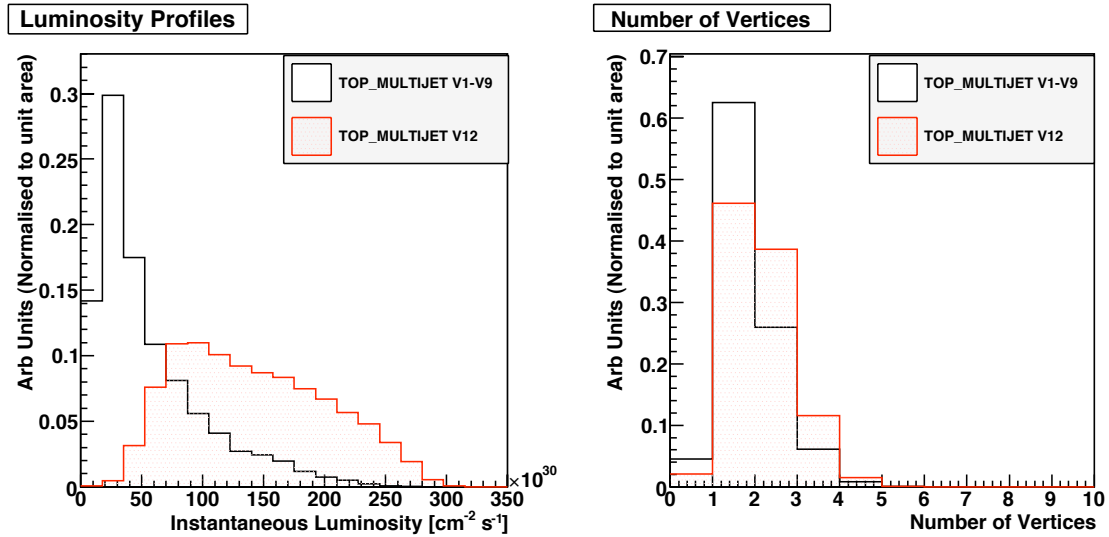 Luminosity Profiles
Arb Units (Normalised to unit area)
0.3
0.25
0.2
0.15
0.1
0.05
0
TOP_MULTIJET V1-V9
TOP_MULTIJET V12
0 50 100 150 200 250 300 350
×10^30
Instantaneous Luminosity [cm^-2 s^-1]
Number of Vertices
Arb Units (Normalised to unit area)
0.7
0.6
0.5
0.4
0.3
0.2
0.1
0
TOP_MULTIJET V1-V9
TOP_MULTIJET V12
0 1 2 3 4 5 6 7 8 9 10
Number of Vertices